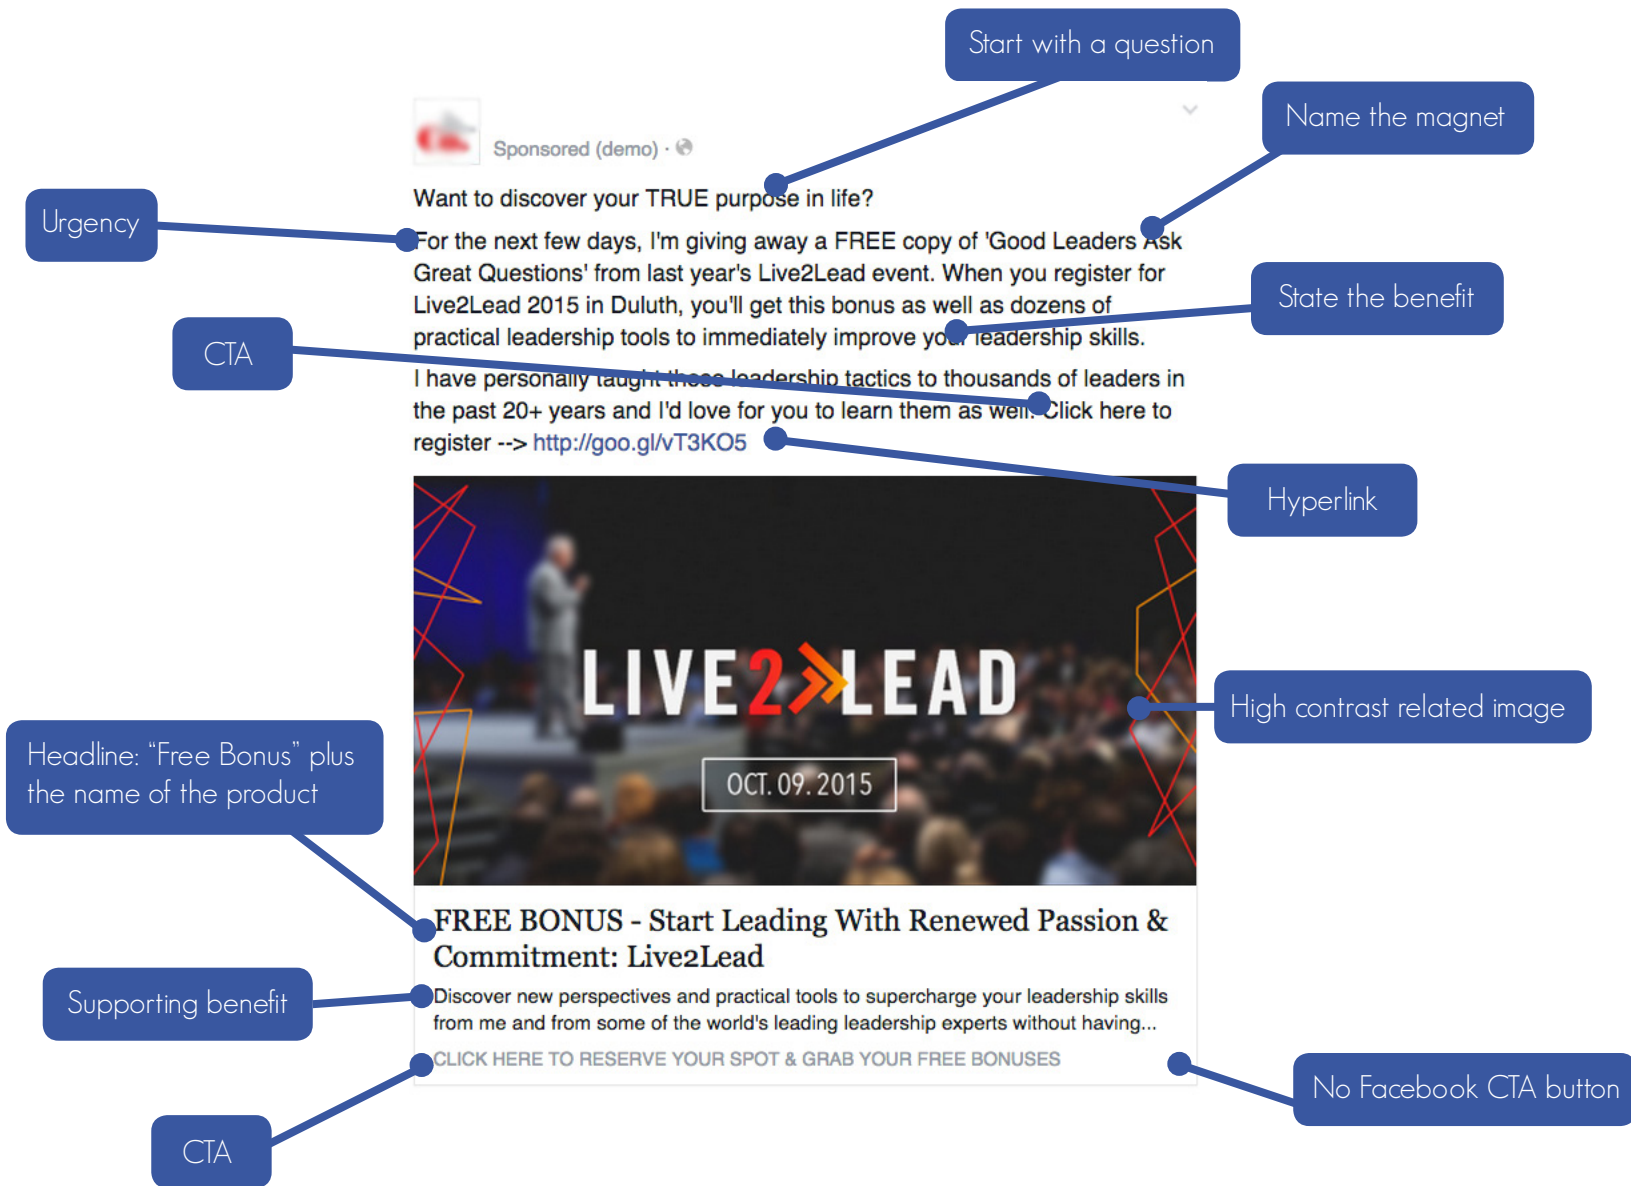 Start with a question
Name the magnet
Sponsored (demo) ·
Want to discover your TRUE purpose in life?
Urgency
For the next few days, I'm giving away a FREE copy of 'Good Leaders Ask
Great Questions' from last year's Live2Lead event. When you register for
Live2Lead 2015 in Duluth, you'll get this bonus as well as dozens of
practical leadership tools to immediately improve your leadership skills.
State the benefit
CTA
I have personally taught these leadership tactics to thousands of leaders in
the past 20+ years and I'd love for you to learn them as well. Click here to
register --> http://goo.gl/vT3KO5
Hyperlink
LIVE2LEAD
OCT. 09. 2015
High contrast related image
Headline: “Free Bonus” plus
the name of the product
FREE BONUS - Start Leading With Renewed Passion &
Commitment: Live2Lead
Supporting benefit
Discover new perspectives and practical tools to supercharge your leadership skills
from me and from some of the world's leading leadership experts without having...
CLICK HERE TO RESERVE YOUR SPOT & GRAB YOUR FREE BONUSES
No Facebook CTA button
CTA